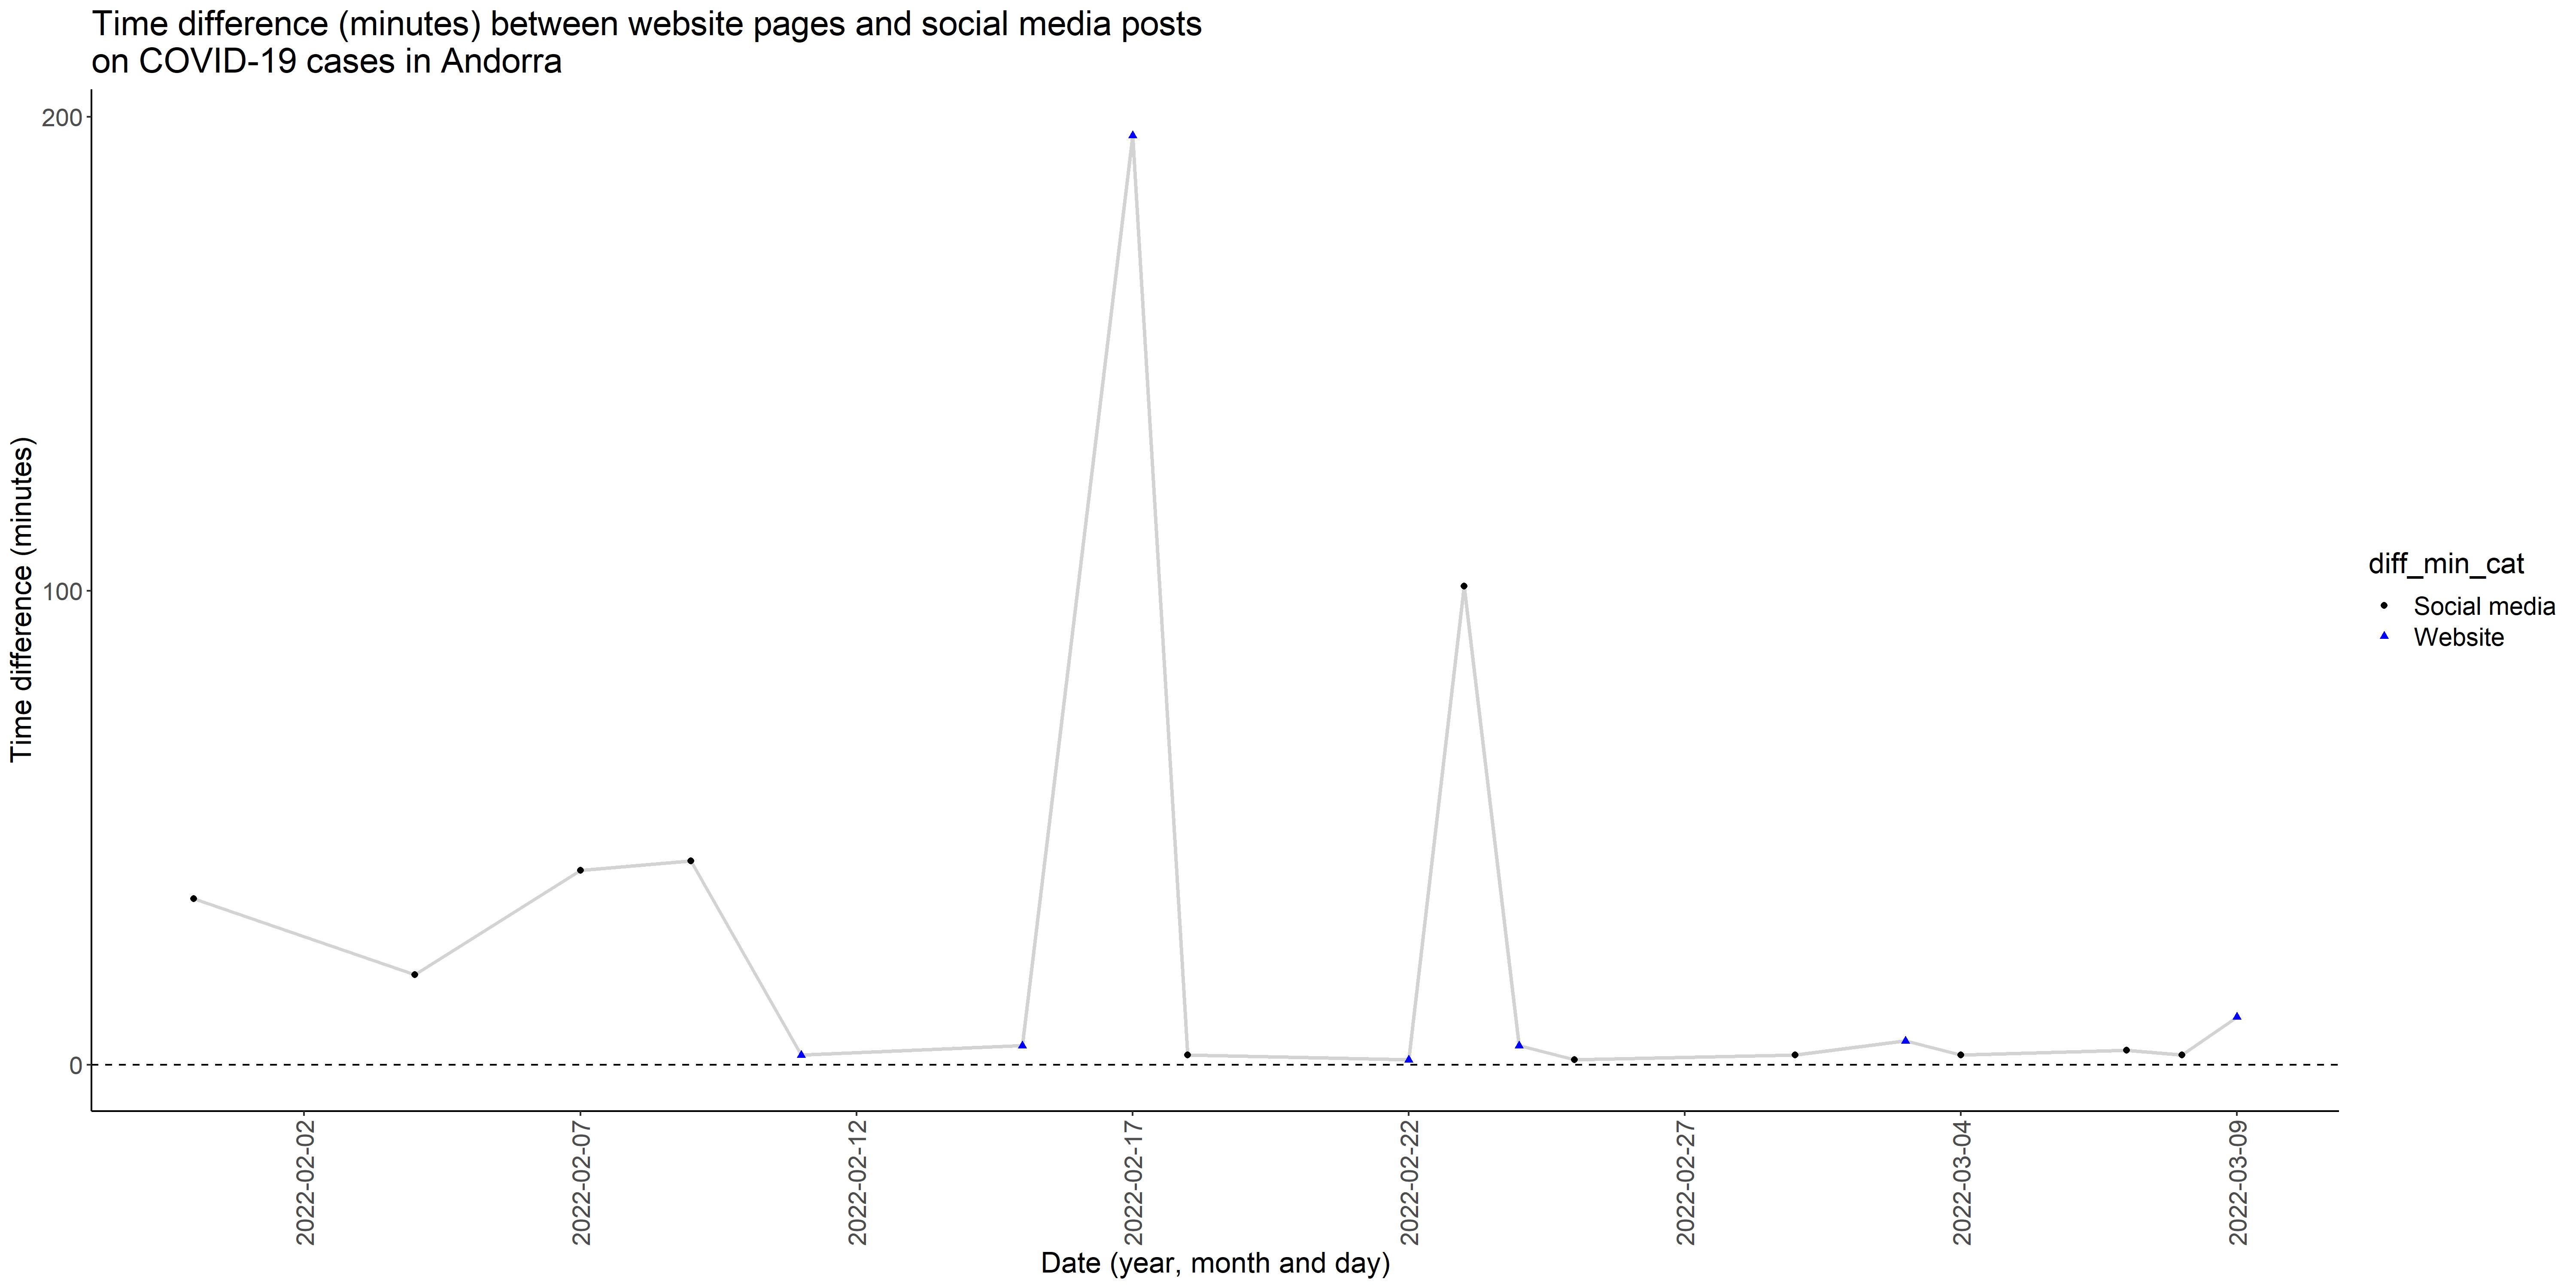 Time difference (minutes) between website pages and social media posts
on COVID-19 cases in Andorra
Time difference (minutes)
200
100
0
2022-02-02
2022-02-07
2022-02-12
2022-02-17
2022-02-22
2022-02-27
2022-03-04
2022-03-09
Date (year, month and day)
diff_min_cat
Social media
Website